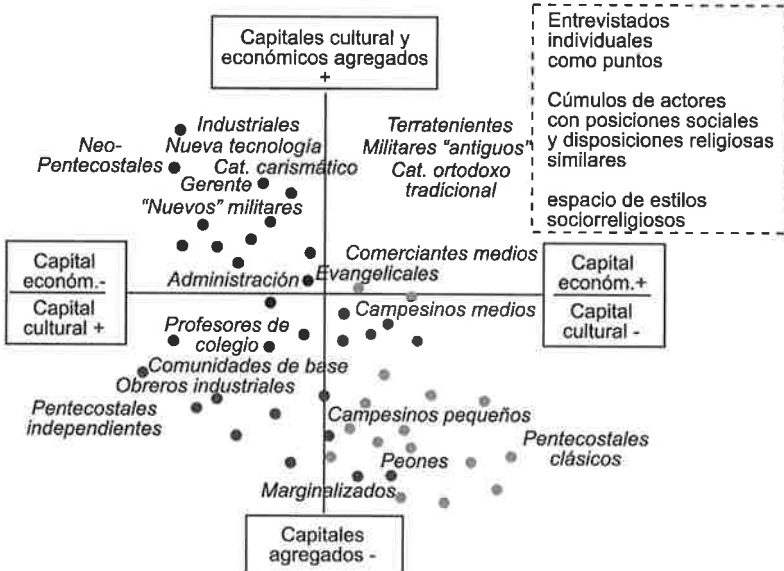 Capitales cultural y
económicos agregados
+
Entrevistados
individuales
como puntos
Cúmulos de actores
con posiciones sociales
y disposiciones religiosas
similares
espacio de estilos
sociorreligiosos
Neo-
Pentecostales
Industriales
Nueva tecnología
Cat. carismático
Gerente
"Nuevos" militares
Terratenientes
Militares "antiguos"
Cat. ortodoxo
tradicional
Capital
económ.-
Capital
cultural +
Administración
Comerciantes medios
Evangelicales
Campesinos medios
Capital
económ.+
Capital
cultural -
Profesores de
colegio
Comunidades de base
Obreros industriales
Pentecostales
independientes
Campesinos pequeños
Pentecostales
clásicos
Peones
Marginalizados
Capitales
agregados -